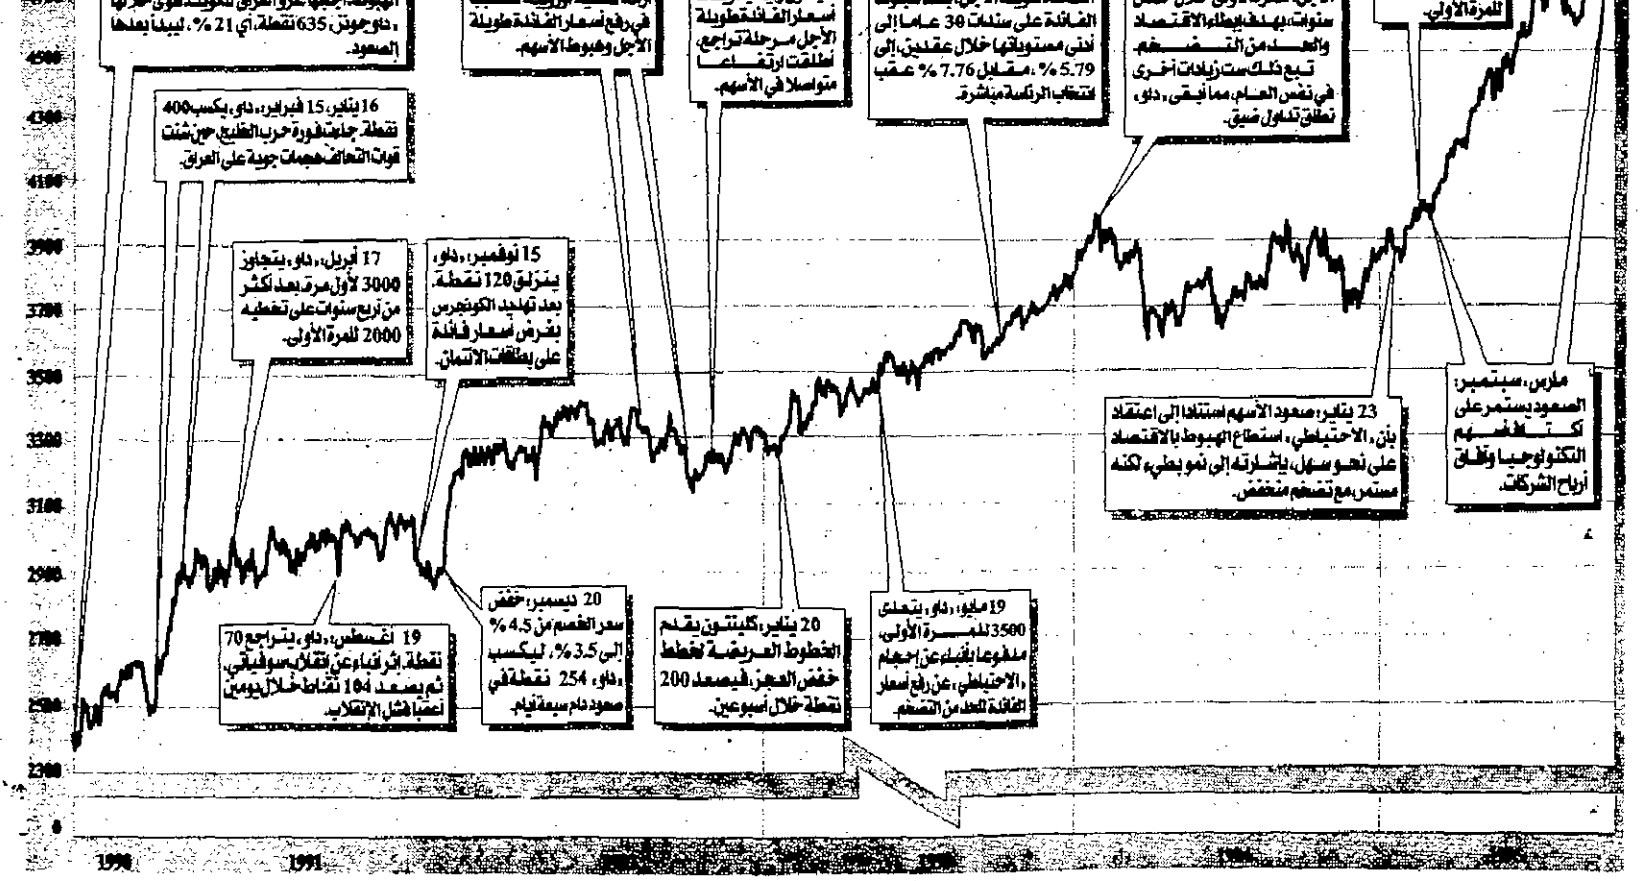 داوجونز، 635 نقطة، أي 21 %، ليبدأ بعدها
الصعود.
في رفع أسعار الفائدة طويلة
الأجل وهبوط الأسهم.
أسعار الفائدة طويلة
الأجل مرحلة تراجع،
أطلقت ارتفاعا
متواصلا في الأسهم.
الفائدة على سندات 30 عاما إلى
أدنى مستوياتها خلال عقدين، إلى
5.79 %، مقابل 7.76 % عقب
انتخاب الرئاسة مباشرة.
سنوات، بهدف إبطاء الاقتصاد
والحد من التضخم.
تبع ذلك ست زيادات أخرى
في نفس العام، مما أبقى «داو»
نطاق تداول ضيق.
للمرة الأولى.
16 يناير، 15 فبراير: «داو» يكسب 400
نقطة. جاءت فورة حرب الخليج، حين شنت
قوات التحالف هجمات جوية على العراق.
17 أبريل: «داو» يتجاوز
3000 لأول مرة، بعد أكثر
من أربع سنوات على تخطيه
2000 للمرة الأولى.
15 نوفمبر: «داو»
ينزلق 120 نقطة،
بعد تهديد الكونجرس
بفرض أسعار فائدة
على بطاقات الائتمان.
23 يناير: صعود الأسهم استنادا إلى اعتقاد
بأن «الاحتياطي» استطاع الهبوط بالاقتصاد
على نحو سهل، بإشارته إلى نمو بطيء لكنه
مستمر، مع تضخم منخفض.
مارس، سبتمبر:
الصعود يستمر على
أكتاف أسهم
التكنولوجيا وآفاق
أرباح الشركات.
19 أغسطس: «داو» يتراجع 70
نقطة، إثر أنباء عن انقلاب سوفياتي،
ثم يصعد 104 نقاط خلال يومين
أعقبا فشل الإنقلاب.
20 ديسمبر: خفض
سعر الخصم من 4.5 %
إلى 3.5 %، ليكسب
«داو» 254 نقطة في
صعود دام سبعة أيام.
20 يناير: كلينتون يقدم
الخطوط العريضة لخطط
خفض العجز، فيصعد 200
نقطة خلال أسبوعين.
19 مايو: «داو» يتعدى
3500 للمرة الأولى،
مدفوعا بأنباء عن إحجام
«الاحتياطي» عن رفع أسعار
الفائدة للحد من التضخم.
4500
4300
4100
3900
3700
3500
3300
3100
2900
2700
2500
2300
0
1990 1991